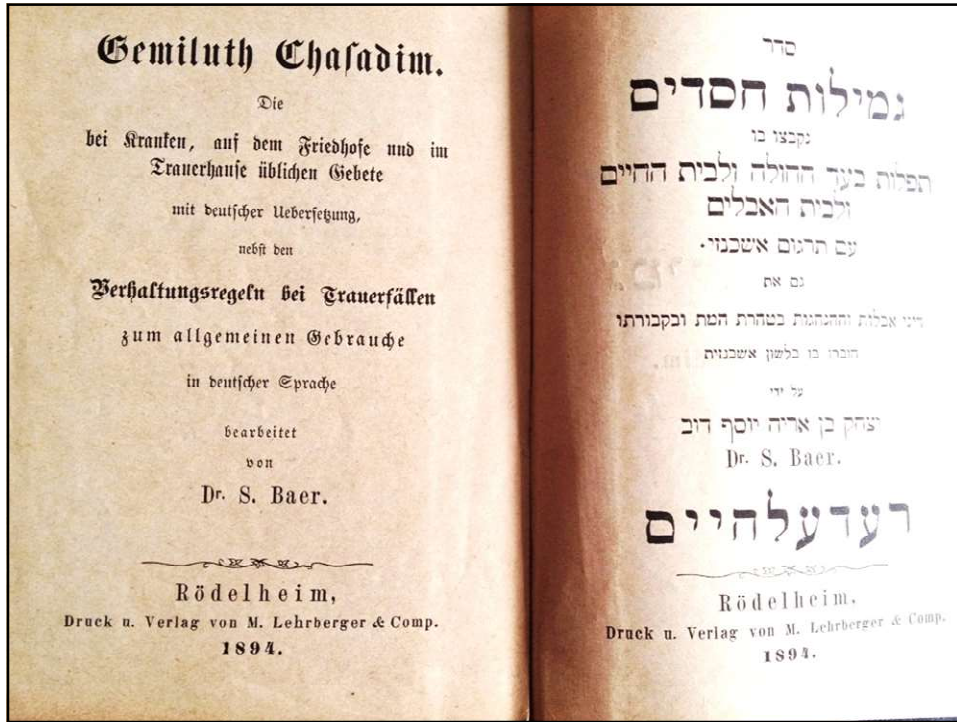 Gemiluth Chasadim.
Die
bei Kranken, auf dem Friedhofe und im
Trauerhause üblichen Gebete
mit deutscher Uebersetzung,
nebst den
Verhaltungsregeln bei Trauerfällen
zum allgemeinen Gebrauche
in deutscher Sprache
bearbeitet
von
Dr. S. Baer.
Rödelheim,
Druck u. Verlag von M. Lehrberger & Comp.
1894.
סדר
גמילות חסדים
נקבצו בו
תפלות בעד החולה ולבית החיים
ולבית האבלים
עם תרגום אשכנזי.
גם את
דיני אבלות וההנהגות בטהרת המת ובקבורתו
חוברו בו בלשון אשכנזית
על ידי
יצחק בן אריה יוסף דוב
Dr. S. Baer.
רעדעלהיים
Rödelheim,
Druck u. Verlag von M. Lehrberger & Comp.
1894.